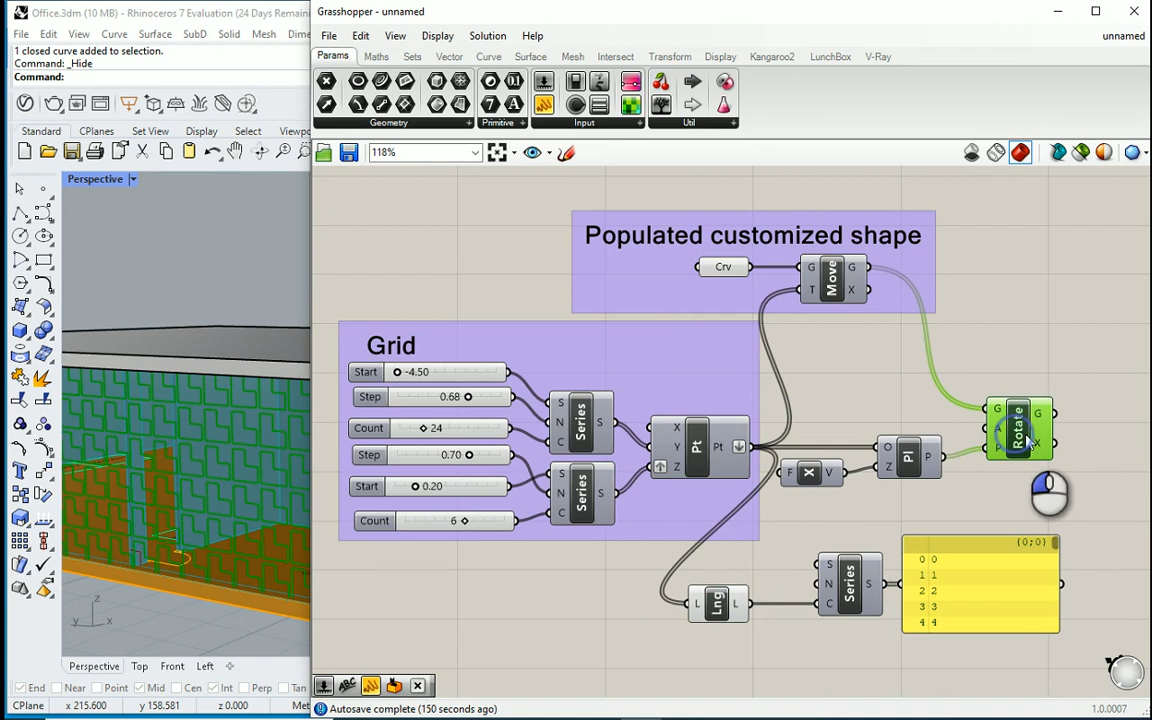 Office.3dm (10 MB) - Rhinoceros 7 Evaluation (24 Days Remain
File Edit View Curve Surface SubD Solid Mesh Dime
1 closed curve added to selection.
Command: _Hide
Command:
Standard CPlanes Set View Display Select Viewpo
Perspective
z
y x
Perspective Top Front Left
End Near Point Mid Cen Int Perp Tan
CPlane x 215.600 y 158.581 z 0.000 Met
Grasshopper - unnamed
File Edit View Display Solution Help unnamed
Params Maths Sets Vector Curve Surface Mesh Intersect Transform Display Kangaroo2 LunchBox V-Ray
Geometry Primitive Input Util
118%
Populated customized shape
Crv
G T Move G X
Grid
Start -4.50
Step 0.68
Count 24
Step 0.70
Start 0.20
Count 6
S N C Series S
S N C Series S
X Y Z Pt Pt
F X V
O Z Pl P
G A P Rotate G X
L Lng L
S N C Series S
{0;0}
0 0
1 1
2 2
3 3
4 4
Autosave complete (150 seconds ago) 1.0.0007